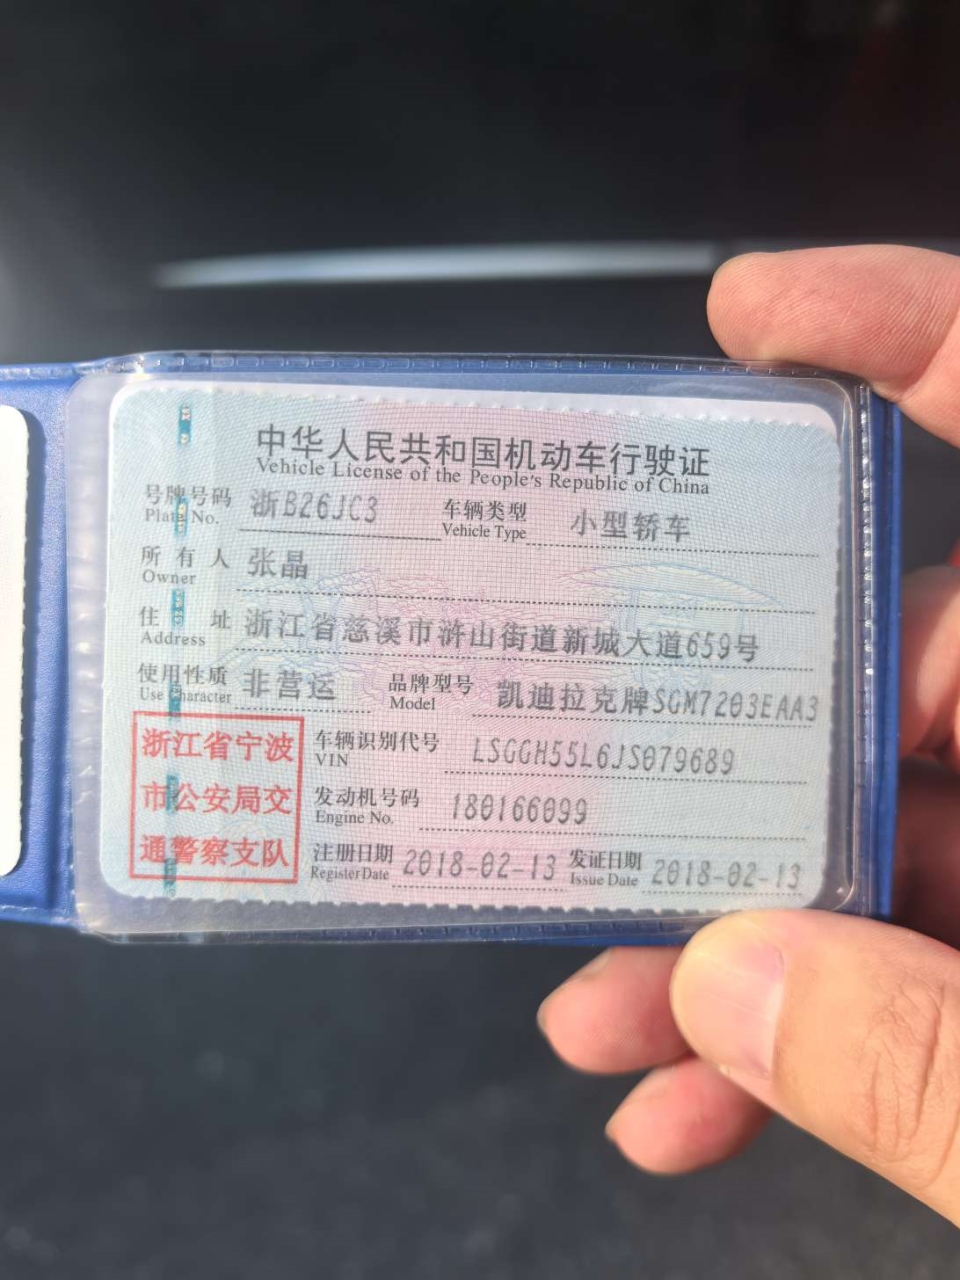 中华人民共和国机动车行驶证
Vehicle License of the People's Republic of China
号牌号码 浙B26JC3 车辆类型 小型轿车
Plate No. Vehicle Type
所有人 张晶
Owner
住址 浙江省慈溪市浒山街道新城大道659号
Address
使用性质 非营运 品牌型号 凯迪拉克牌SGM7203EAA3
Use Character Model
浙江省宁波
市公安局交
通警察支队
车辆识别代号 LSGGH55L6JS079689
VIN
发动机号码 180166099
Engine No.
注册日期 2018-02-13 发证日期 2018-02-13
Register Date Issue Date